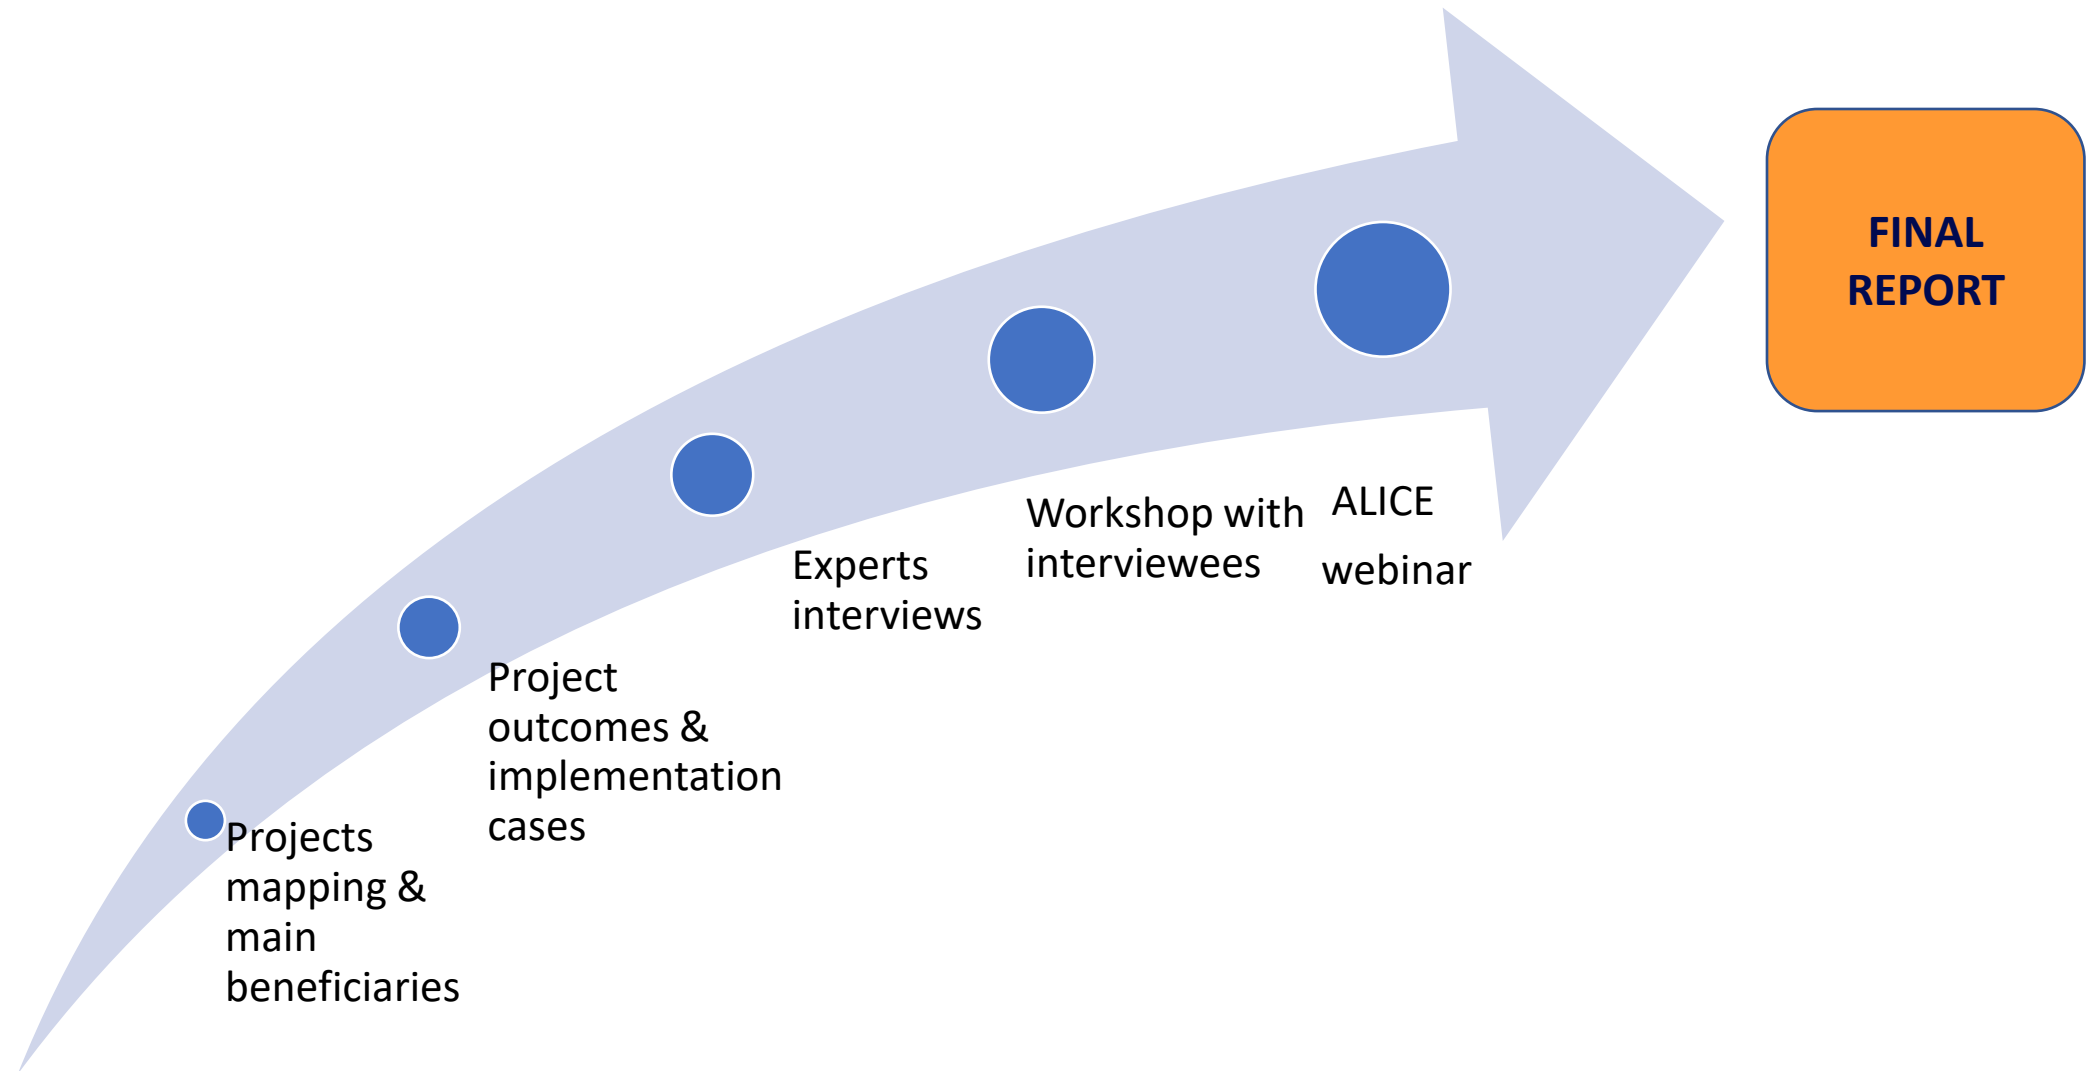 Projects
mapping &
main
beneficiaries
Project
outcomes &
implementation
cases
Experts
interviews
Workshop with
interviewees
ALICE
webinar
FINAL
REPORT